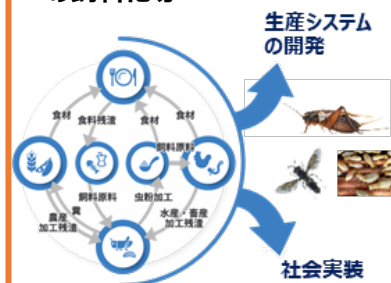 生産システム
の開発
食材
食料残渣
食材
食材
飼料原料
飼料原料
虫粉加工
糞
農産
加工残渣
水産・畜産
加工残渣
社会実装